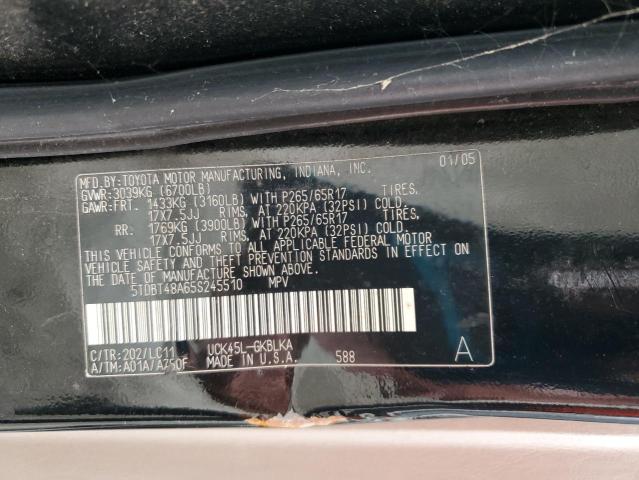 MFD.BY:TOYOTA MOTOR MANUFACTURING, INDIANA, INC. 01/05
GVWR:3039KG (6700LB)
GAWR:FRT. 1433KG (3160LB) WITH P265/65R17 TIRES,
17X7.5JJ RIMS, AT 220KPA (32PSI) COLD.
RR. 1769KG (3900LB) WITH P265/65R17 TIRES,
17X7.5JJ RIMS, AT 220KPA (32PSI) COLD.
THIS VEHICLE CONFORMS TO ALL APPLICABLE FEDERAL MOTOR
VEHICLE SAFETY, BUMPER, AND THEFT PREVENTION STANDARDS IN EFFECT ON
THE DATE OF MANUFACTURE SHOWN ABOVE.
5TDBT48A65S245510 MPV
C/TR:202/LC11 UCK45L-GKBLKA
A/TM:A01A/A750F MADE IN U.S.A. 588 A